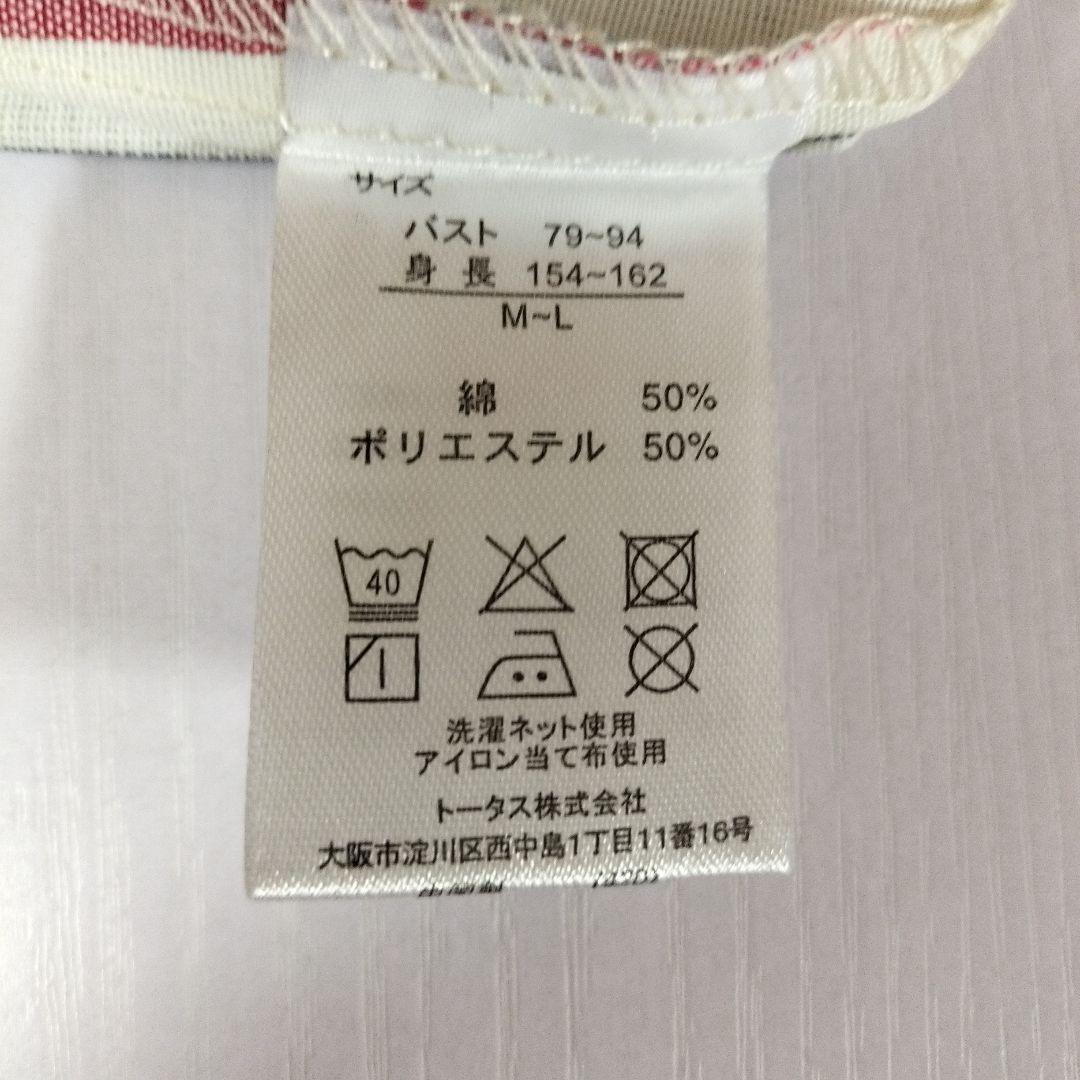 サイズ
バスト 79~94
身長 154~162
M~L
綿 50%
ポリエステル 50%
40
洗濯ネット使用
アイロン当て布使用
トータス株式会社
大阪市淀川区西中島1丁目11番16号